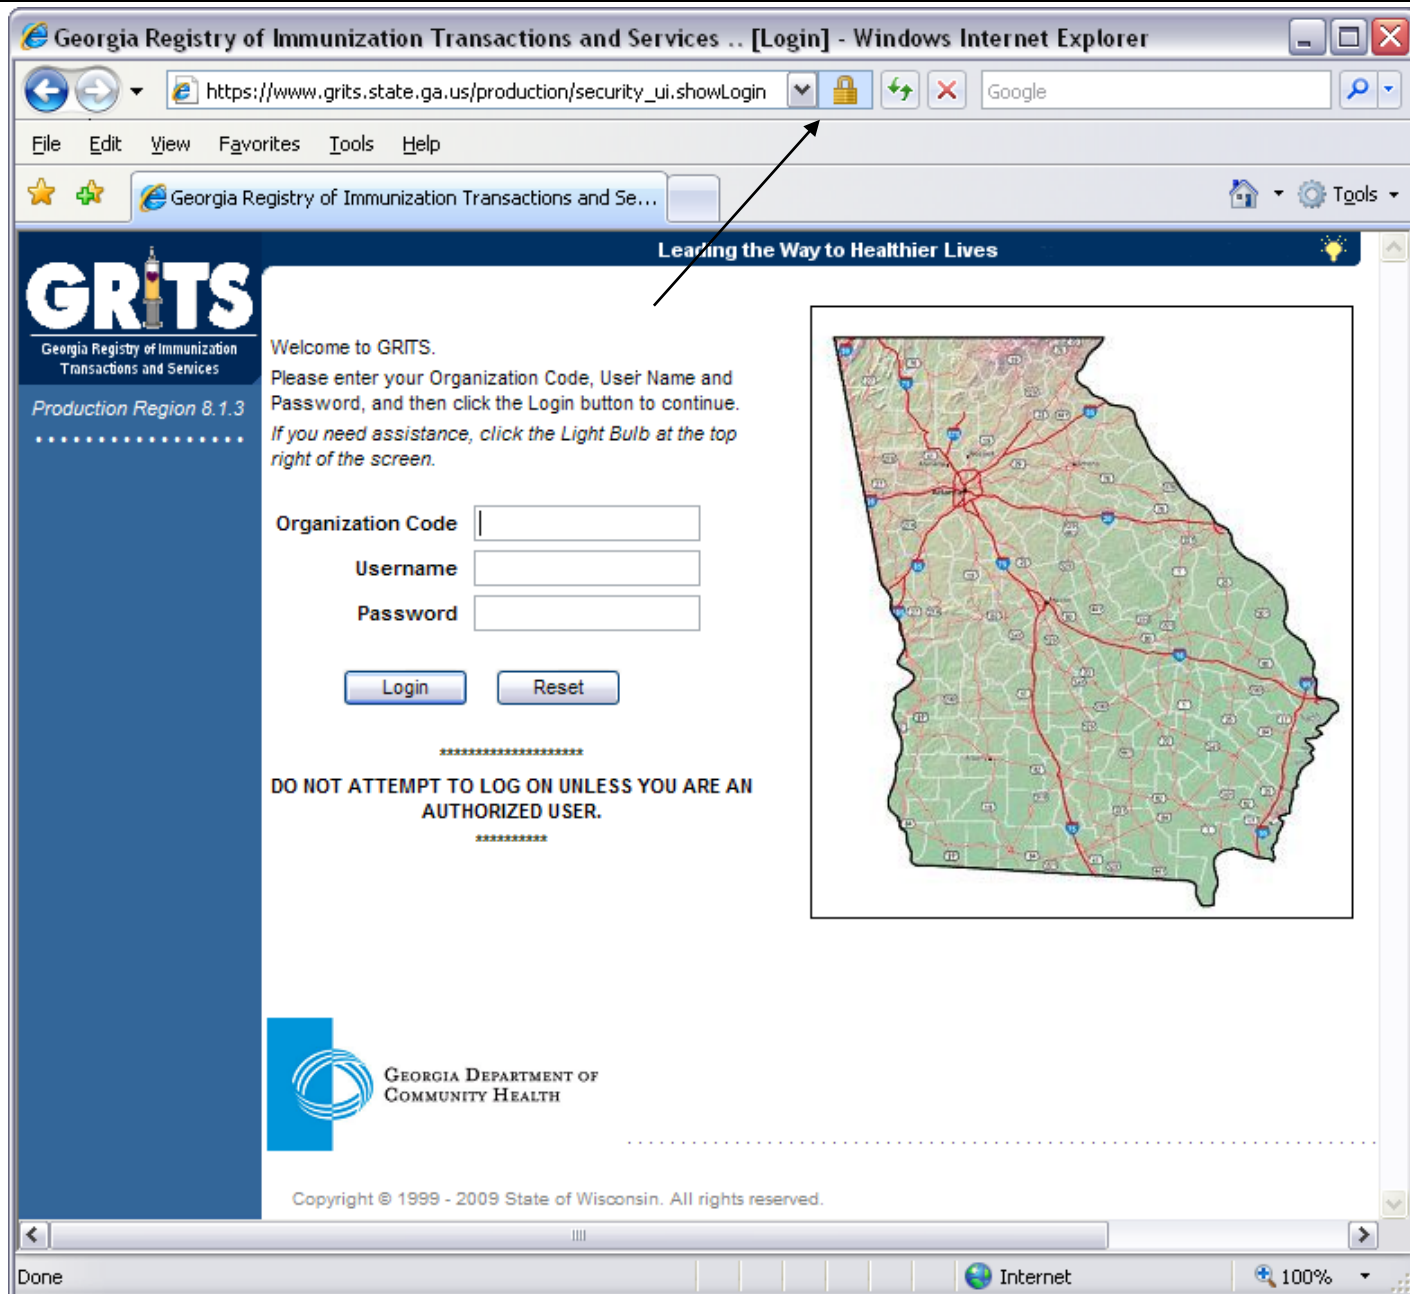 Georgia Registry of Immunization Transactions and Services .. [Login] - Windows Internet Explorer
https://www.grits.state.ga.us/production/security_ui.showLogin
Google
File Edit View Favorites Tools Help
Georgia Registry of Immunization Transactions and Se...
Tools
Leading the Way to Healthier Lives
GRITS
Georgia Registry of Immunization
Transactions and Services
Production Region 8.1.3
Welcome to GRITS.
Please enter your Organization Code, User Name and
Password, and then click the Login button to continue.
If you need assistance, click the Light Bulb at the top
right of the screen.
Organization Code
Username
Password
Login Reset
********************
DO NOT ATTEMPT TO LOG ON UNLESS YOU ARE AN
AUTHORIZED USER.
**********
GEORGIA DEPARTMENT OF
COMMUNITY HEALTH
Copyright © 1999 - 2009 State of Wisconsin. All rights reserved.
Done
Internet
100%